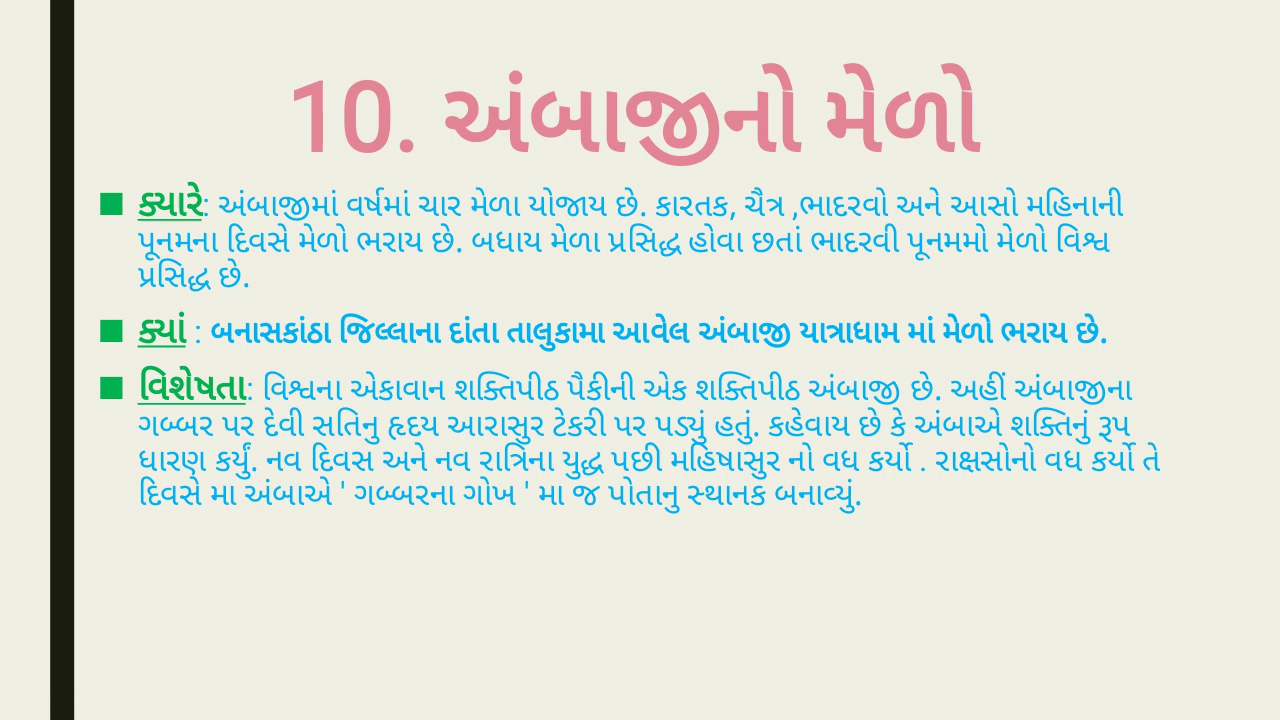 10. અંબાજીનો મેળો
■ ક્યારે: અંબાજીમાં વર્ષમાં ચાર મેળા યોજાય છે. કારતક, ચૈત્ર ,ભાદરવો અને આસો મહિનાની
પૂનમના દિવસે મેળો ભરાય છે. બધાય મેળા પ્રસિદ્ધ હોવા છતાં ભાદરવી પૂનમમો મેળો વિશ્વ
પ્રસિદ્ધ છે.
■ ક્યાં : બનાસકાંઠા જિલ્લાના દાંતા તાલુકામા આવેલ અંબાજી યાત્રાધામ માં મેળો ભરાય છે.
■ વિશેષતા: વિશ્વના એકાવાન શક્તિપીઠ પૈકીની એક શક્તિપીઠ અંબાજી છે. અહીં અંબાજીના
ગબ્બર પર દેવી સતિનુ હૃદય આરાસુર ટેકરી પર પડ્યું હતું. કહેવાય છે કે અંબાએ શક્તિનું રૂપ
ધારણ કર્યું. નવ દિવસ અને નવ રાત્રિના યુદ્ધ પછી મહિષાસુર નો વધ કર્યો . રાક્ષસોનો વધ કર્યો તે
દિવસે મા અંબાએ ' ગબ્બરના ગોખ ' મા જ પોતાનુ સ્થાનક બનાવ્યું.